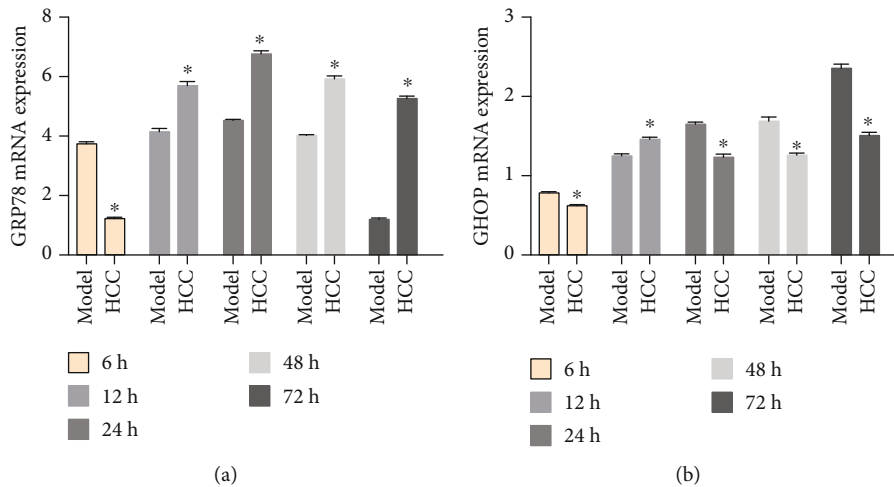 GRP78 mRNA expression
8
6
4
2
0
* * * * *
Model HCC Model HCC Model HCC Model HCC Model HCC
6 h
12 h
24 h
48 h
72 h
(a)
GHOP mRNA expression
3
2
1
0
* * * * *
Model HCC Model HCC Model HCC Model HCC Model HCC
6 h
12 h
24 h
48 h
72 h
(b)